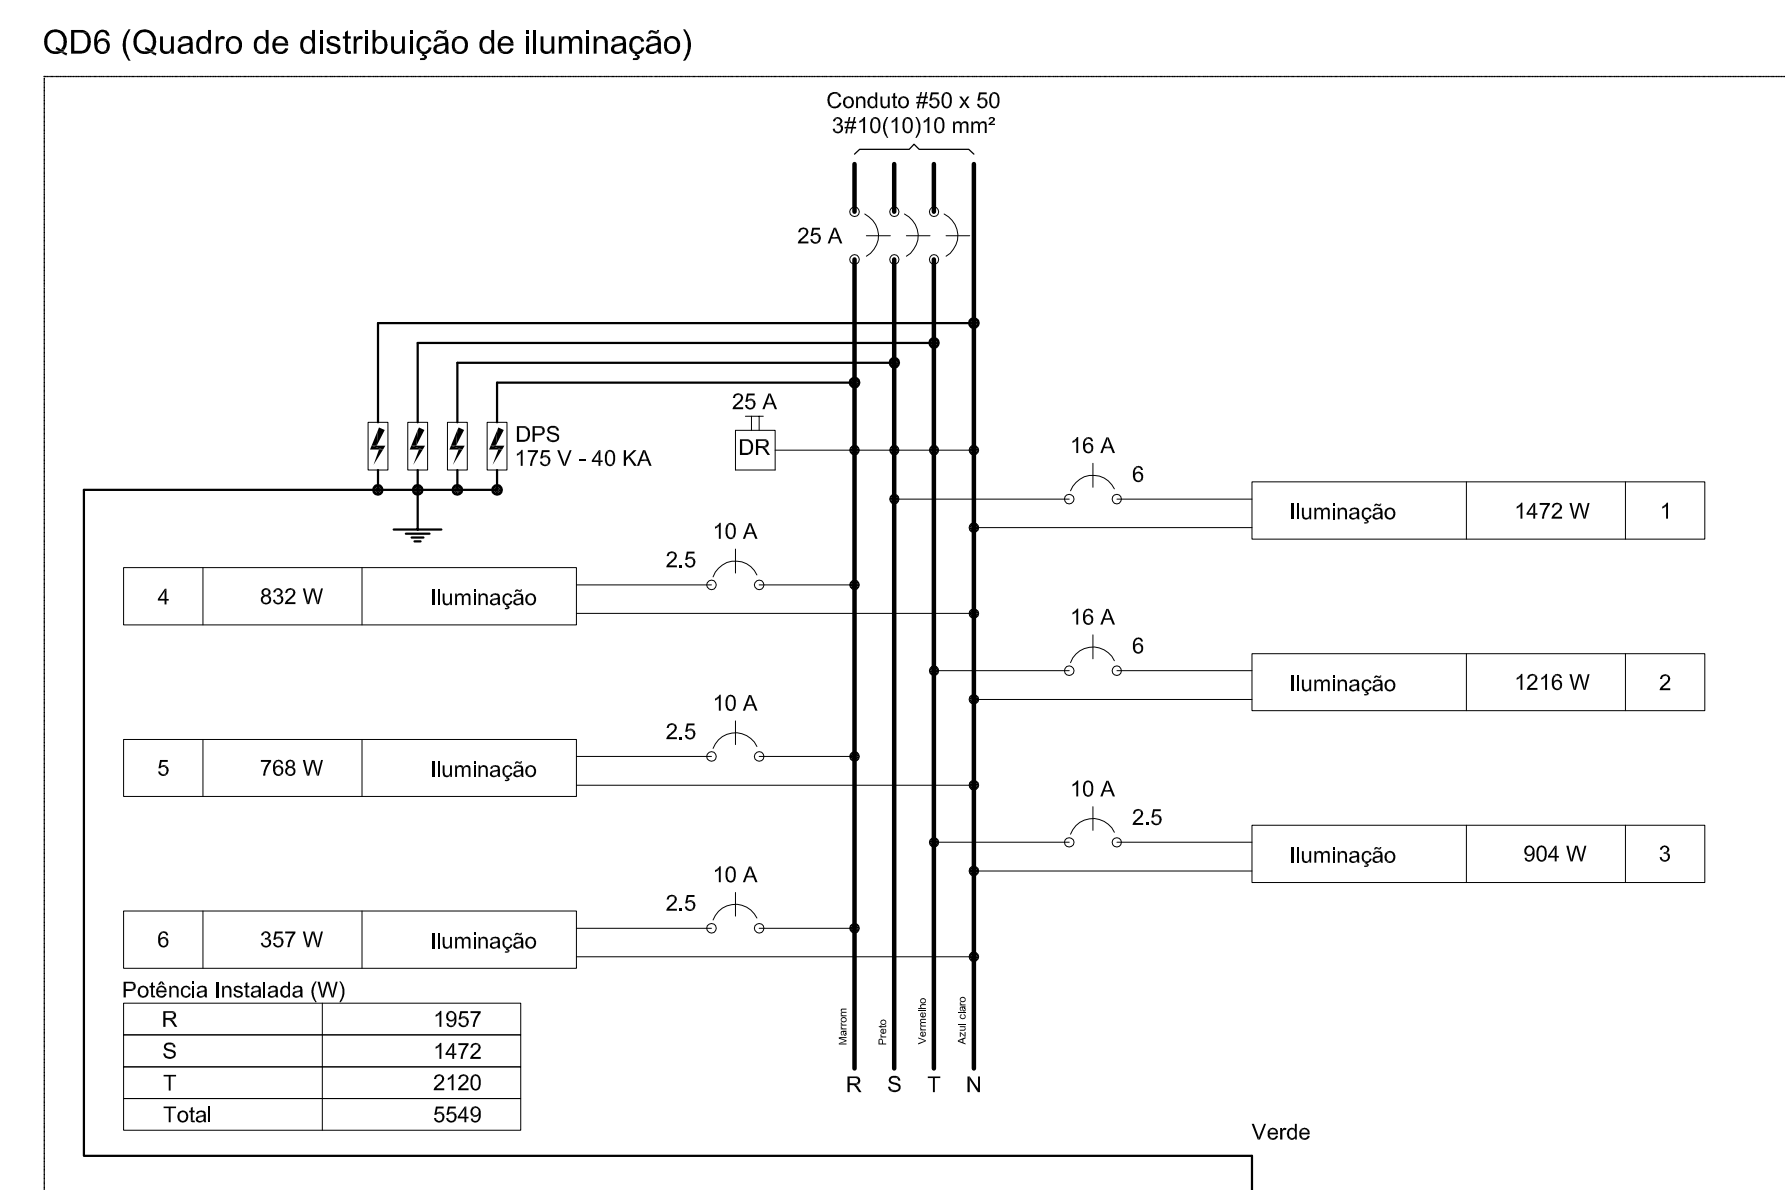 QD6 (Quadro de distribuição de iluminação)
Conduto #50 x 50
3#10(10)10 mm²
25 A
DPS
175 V - 40 KA
25 A
DR
16 A
6
Iluminação 1472 W 1
10 A
2.5
4 832 W Iluminação
16 A
6
Iluminação 1216 W 2
10 A
2.5
5 768 W Iluminação
10 A
2.5
Iluminação 904 W 3
10 A
2.5
6 357 W Iluminação
Potência Instalada (W)
R 1957
S 1472
T 2120
Total 5549
Marrom
Preto
Vermelho
Azul claro
R S T N
Verde